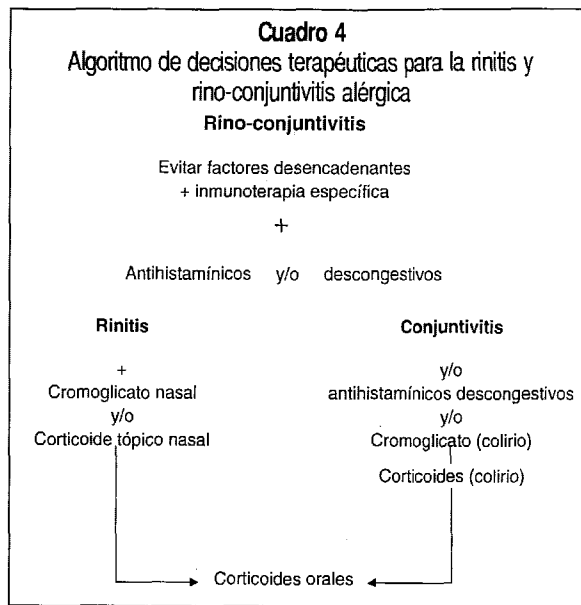 Cuadro 4
Algoritmo de decisiones terapéuticas para la rinitis y
rino-conjuntivitis alérgica
Rino-conjuntivitis
Evitar factores desencadenantes
+ inmunoterapia específica
+
Antihistamínicos y/o descongestivos
Rinitis
+
Cromoglicato nasal
y/o
Corticoide tópico nasal
Conjuntivitis
y/o
antihistamínicos descongestivos
y/o
Cromoglicato (colirio)
Corticoides (colirio)
Corticoides orales